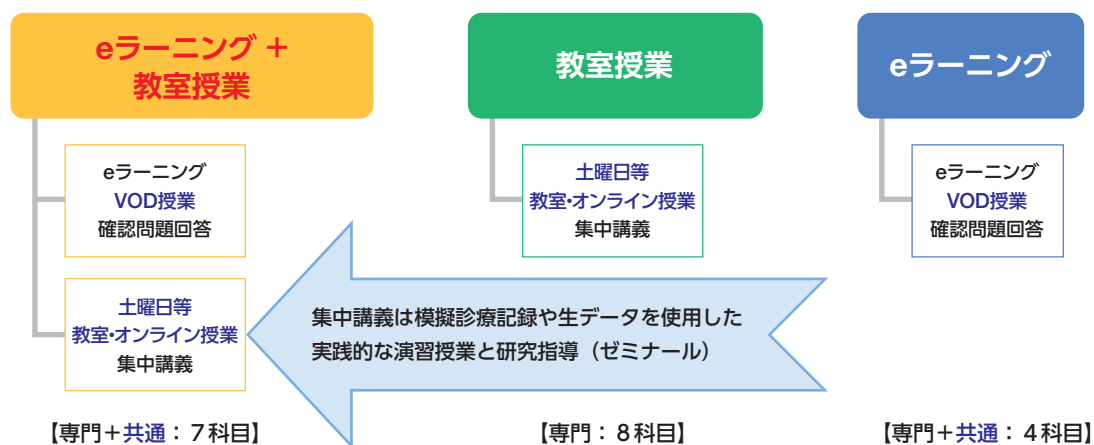 eラーニング ＋
教室授業
eラーニング
VOD授業
確認問題回答
土曜日等
教室・オンライン授業
集中講義
【専門＋共通：７科目】
教室授業
土曜日等
教室・オンライン授業
集中講義
集中講義は模擬診療記録や生データを使用した
実践的な演習授業と研究指導（ゼミナール）
【専門：８科目】
eラーニング
eラーニング
VOD授業
確認問題回答
【専門＋共通：４科目】